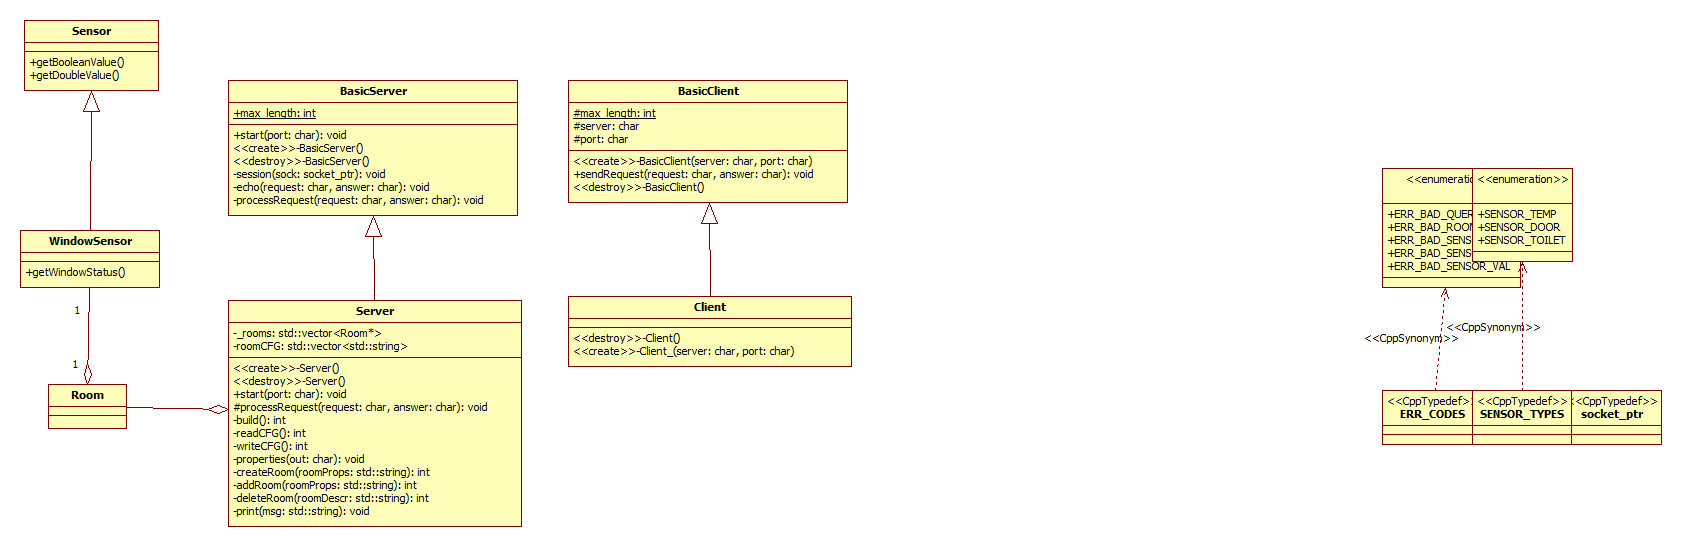 Sensor
+getBooleanValue()
+getDoubleValue()
BasicServer
+max_length: int
+start(port: char): void
<<create>>-BasicServer()
<<destroy>>-BasicServer()
-session(sock: socket_ptr): void
-echo(request: char, answer: char): void
-processRequest(request: char, answer: char): void
BasicClient
#max_length: int
#server: char
#port: char
<<create>>-BasicClient(server: char, port: char)
+sendRequest(request: char, answer: char): void
<<destroy>>-BasicClient()
WindowSensor
+getWindowStatus()
1
1
Room
Server
-_rooms: std::vector<Room*>
-roomCFG: std::vector<std::string>
<<create>>-Server()
<<destroy>>-Server()
+start(port: char): void
#processRequest(request: char, answer: char): void
-build(): int
-readCFG(): int
-writeCFG(): int
-properties(out: char): void
-createRoom(roomProps: std::string): int
-addRoom(roomProps: std::string): int
-deleteRoom(roomDescr: std::string): int
-print(msg: std::string): void
Client
<<destroy>>-Client()
<<create>>-Client_(server: char, port: char)
<<enumerati
+ERR_BAD_QUER
+ERR_BAD_ROOM
+ERR_BAD_SENS
+ERR_BAD_SENS
+ERR_BAD_SENSOR_VAL
<<enumeration>>
+SENSOR_TEMP
+SENSOR_DOOR
+SENSOR_TOILET
<<CppSynonym>>
<<CppSynonym>>
<<CppTypedef>
ERR_CODES
<<CppTypedef>>
SENSOR_TYPES
<CppTypedef>>
socket_ptr